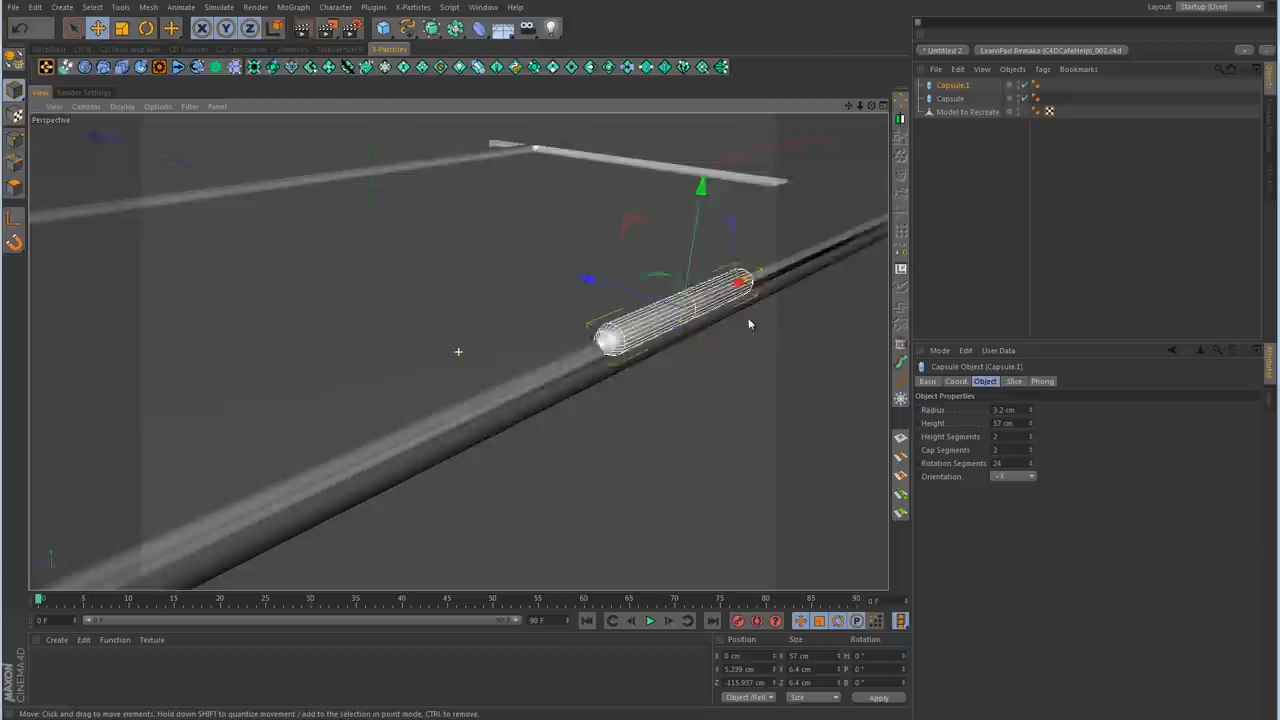 File Edit Create Select Tools Mesh Animate Simulate Render MoGraph Character Plugins X-Particles Script Window Help
Layout: Startup (User)
X-Particles
* Untitled 2 LearnPad Remake (C4DCafeHelp)_002.c4d
File Edit View Objects Tags Bookmarks
Capsule.1
Capsule
Model to Recreate
View Render Settings
View Cameras Display Options Filter Panel
Perspective
Mode Edit User Data
Capsule Object [Capsule.1]
Basic Coord. Object Slice Phong
Object Properties
Radius 3.2 cm
Height 57 cm
Height Segments 2
Cap Segments 2
Rotation Segments 24
Orientation
0 5 10 15 20 25 30 35 40 45 50 55 60 65 70 75 80 85 90 0 F
0 F 0 F 90 F 90 F
Create Edit Function Texture
Position Size Rotation
X 0 cm X 57 cm H 0 °
Y 5.239 cm Y 6.4 cm P 0 °
Z -115.937 cm Z 6.4 cm B 0 °
Object (Rel) Size Apply
MAXON CINEMA 4D
Move: Click and drag to move elements. Hold down SHIFT to quantize movement / add to the selection in point mode, CTRL to remove.